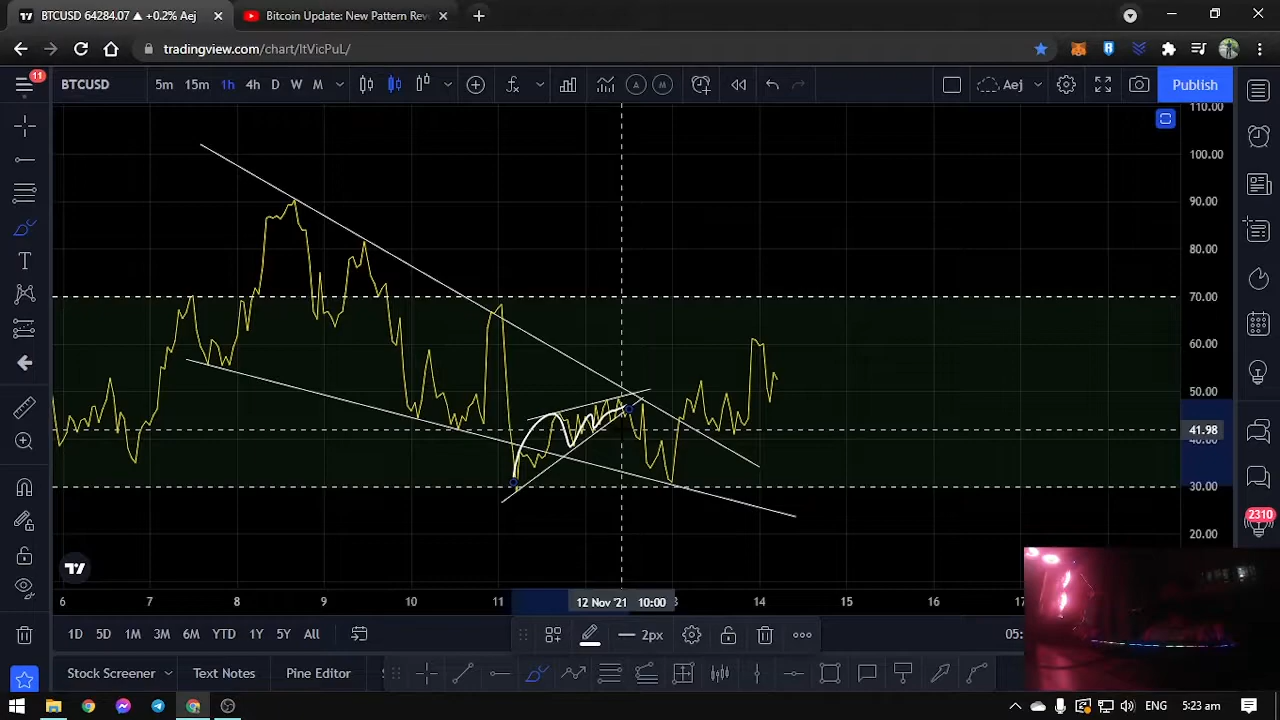 BTCUSD 64284.07 ▲ +0.2% Aej
Bitcoin Update: New Pattern Rev
tradingview.com/chart/ltVicPuL/
11
BTCUSD 5m 15m 1h 4h D W M A M Aej Publish
110.00
100.00
90.00
80.00
70.00
60.00
50.00
41.98
40.00
30.00
20.00
2310
6 7 8 9 10 11 12 Nov '21 10:00 3 14 15 16 17
1D 5D 1M 3M 6M YTD 1Y 5Y All 2px 05:
Stock Screener Text Notes Pine Editor
ENG 5:23 am